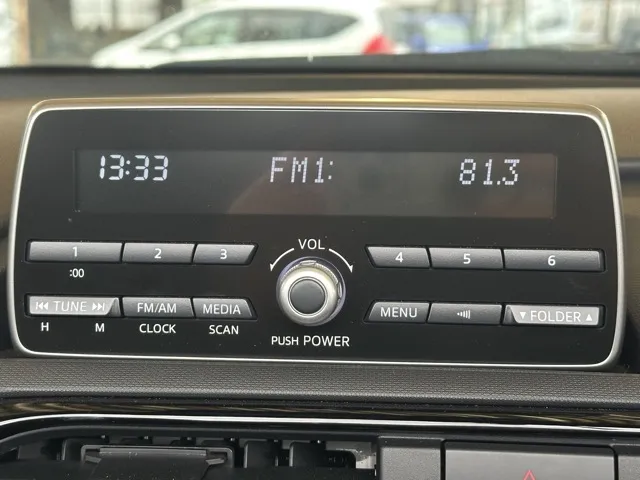 13:33 FM1: 81.3
1 2 3 VOL 4 5 6
:00
TUNE FM/AM MEDIA MENU ▼ FOLDER ▲
H M CLOCK SCAN
PUSH POWER